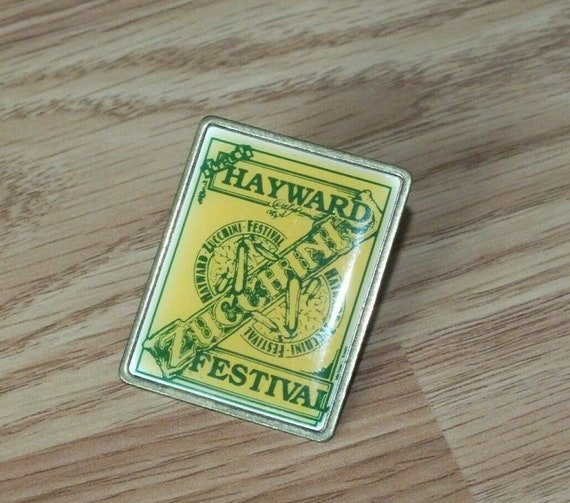 HAYWARD
ZUCCHINI
HAYWARD ZUCCHINI · FESTIVAL
FESTIVAL